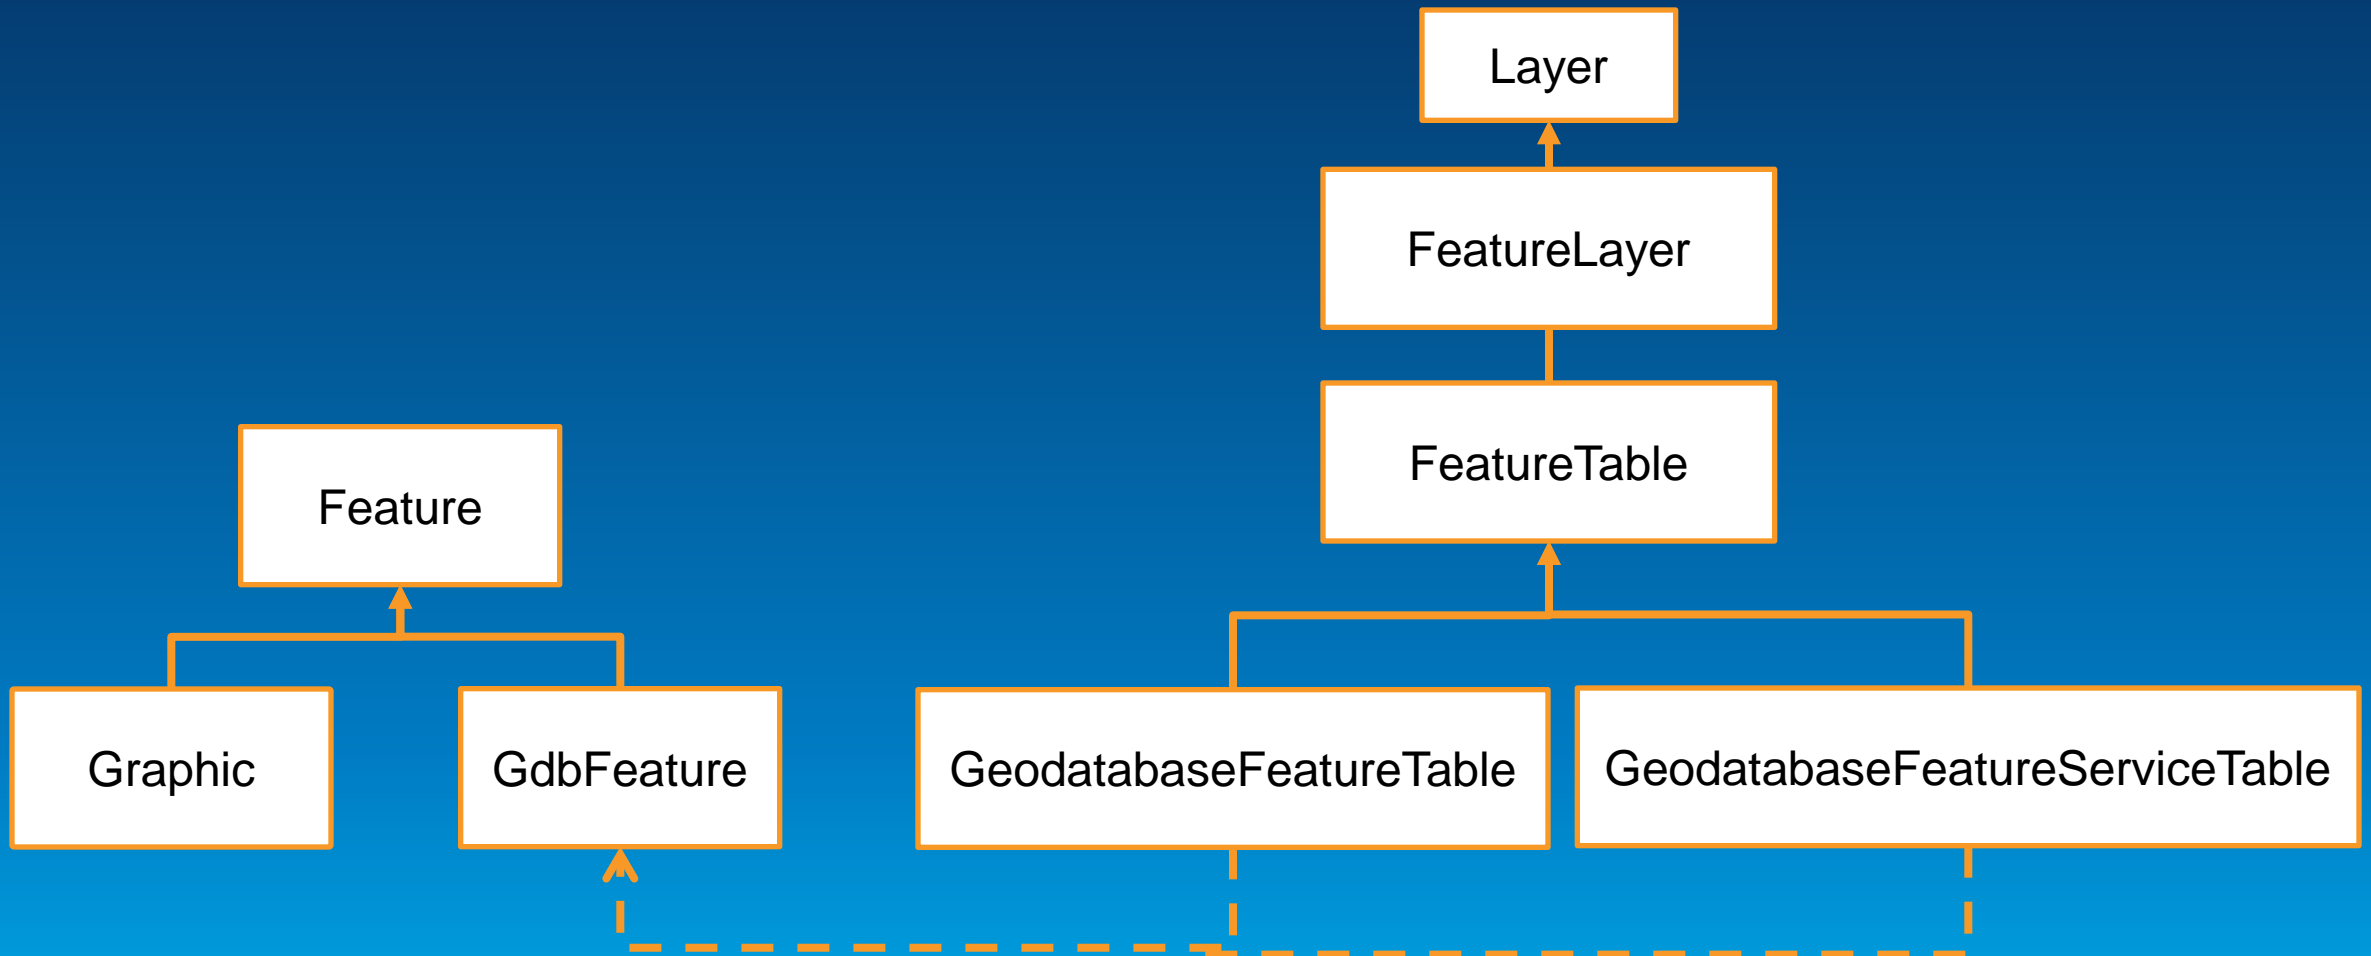 Layer
FeatureLayer
FeatureTable
Feature
Graphic
GdbFeature
GeodatabaseFeatureTable
GeodatabaseFeatureServiceTable